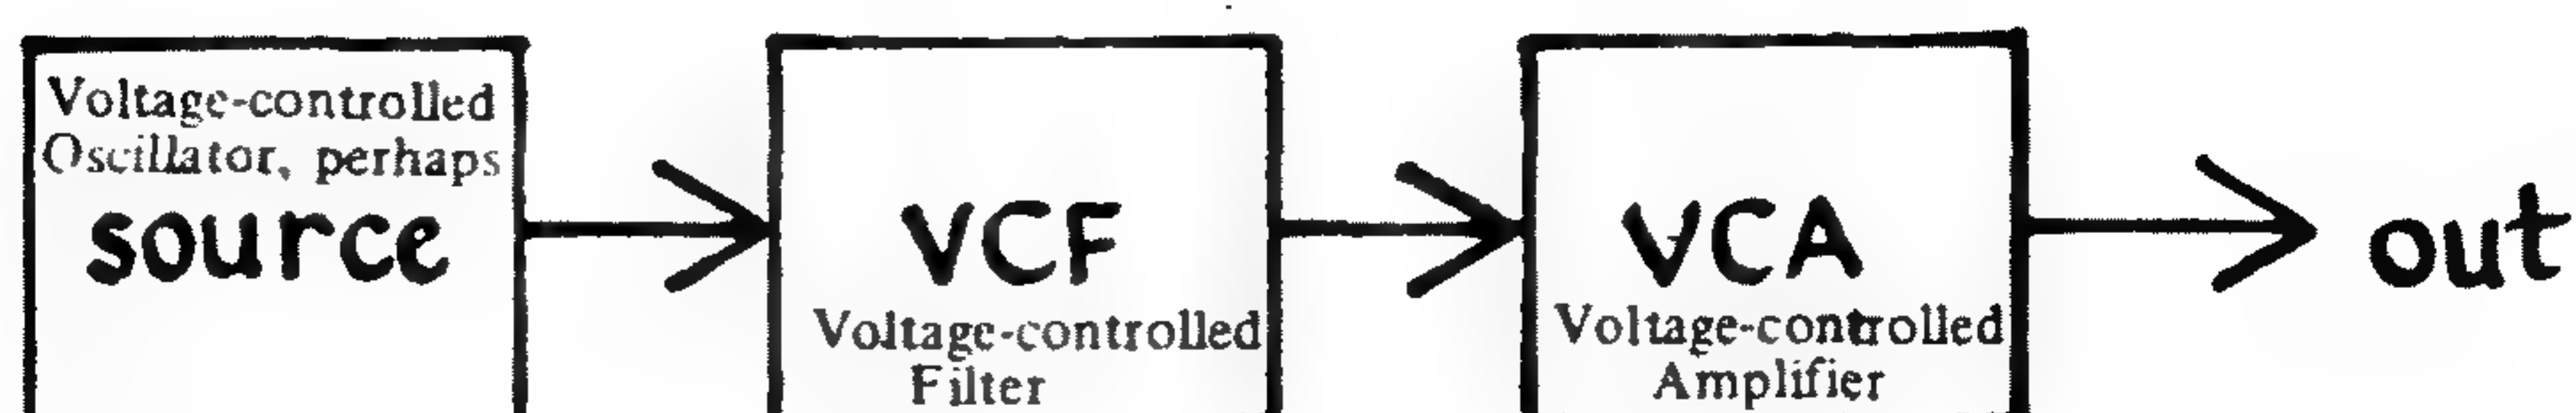 Voltage-controlled
Oscillator, perhaps
source
VCF
Voltage-controlled
Filter
VCA
Voltage-controlled
Amplifier
out